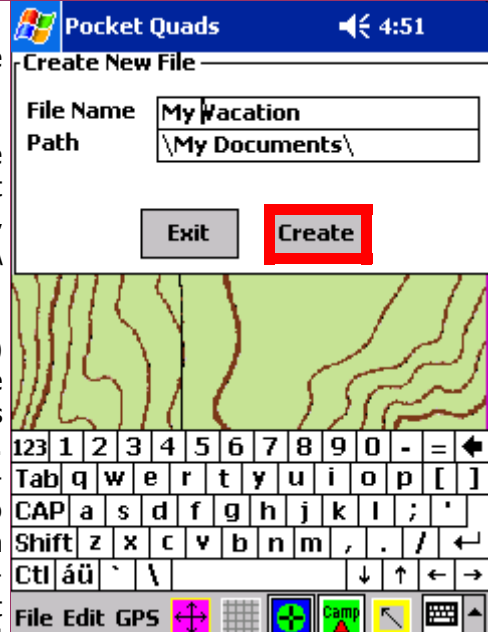 Pocket Quads 4:51
Create New File
File Name My Vacation
Path \My Documents\
Exit Create
123 1 2 3 4 5 6 7 8 9 0 - =
Tab q w e r t y u i o p [ ]
CAP a s d f g h j k l ; '
Shift z x c v b n m , . /
Ctl áü ` \ ↓ ↑ ← →
File Edit GPS Camp